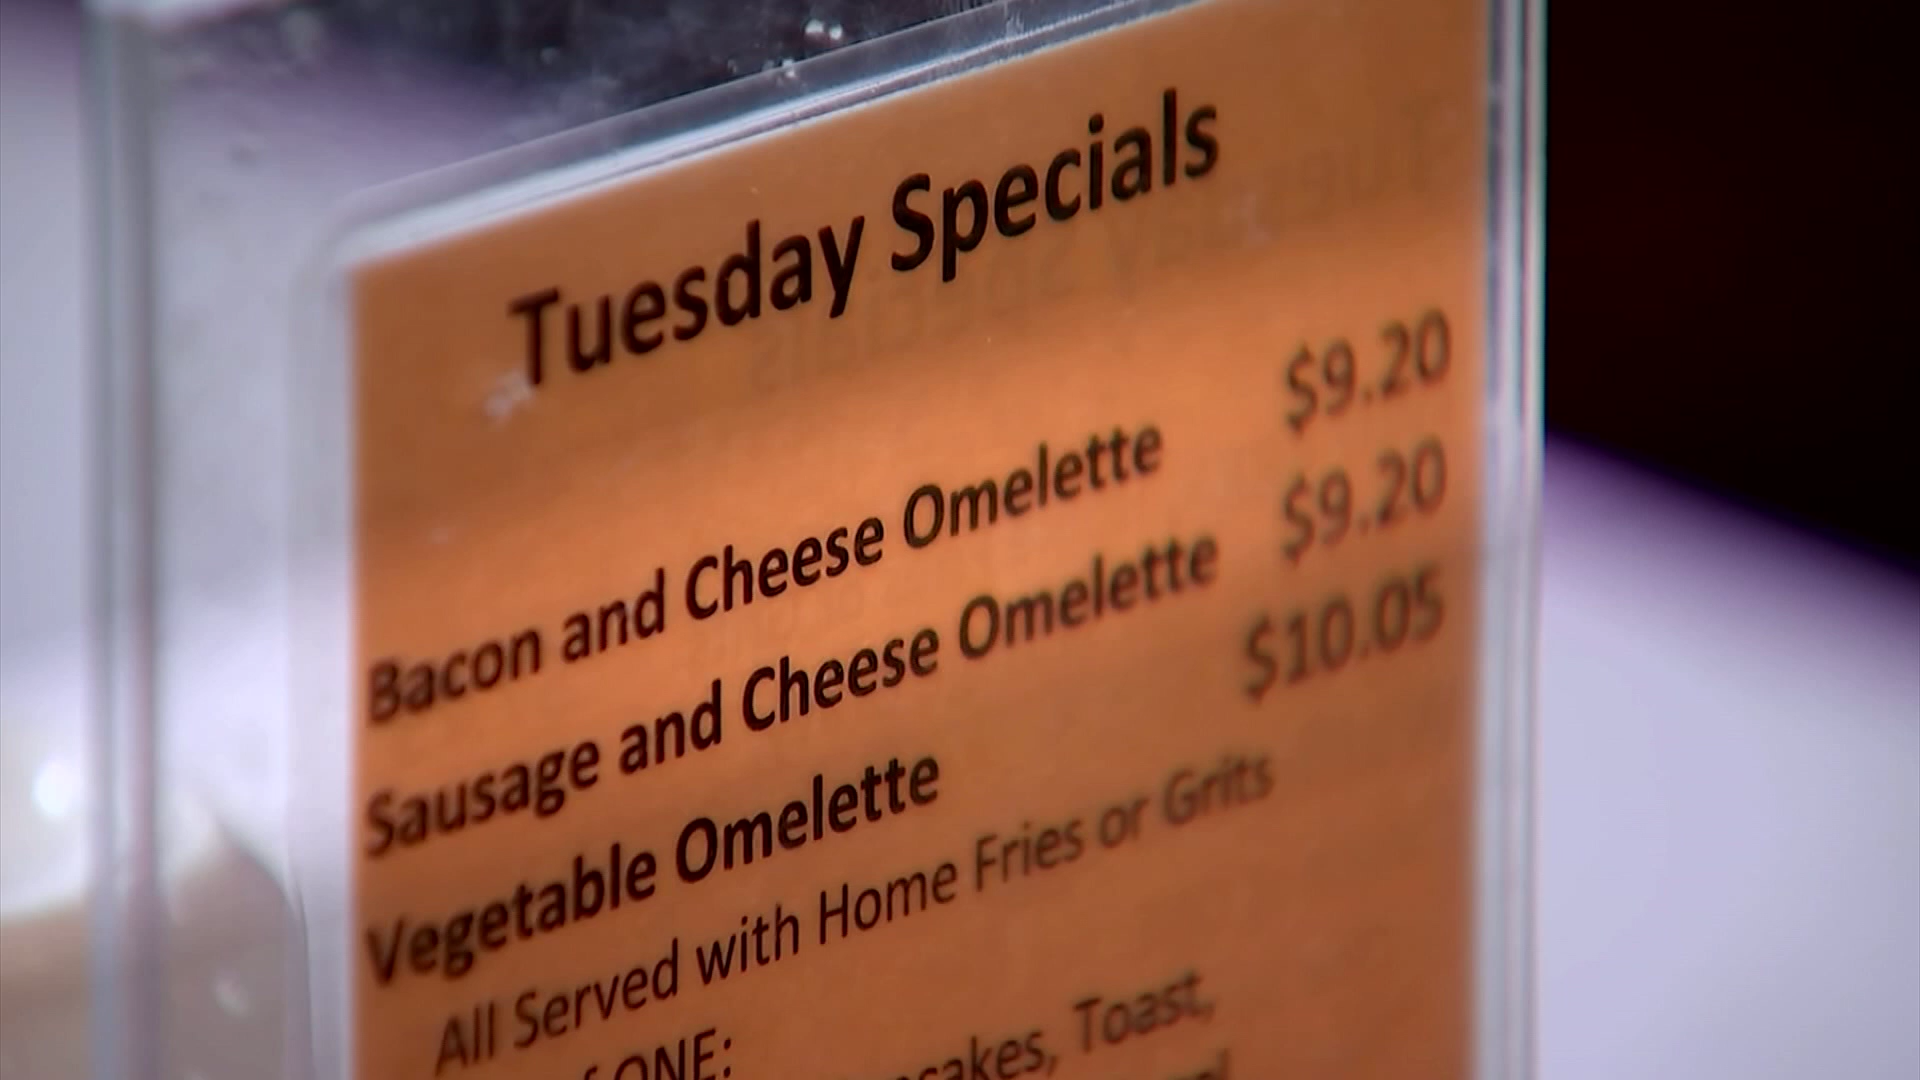 Tuesday Specials
Bacon and Cheese Omelette $9.20
Sausage and Cheese Omelette $9.20
Vegetable Omelette $10.05
All Served with Home Fries or Grits
ONE:
Toast,